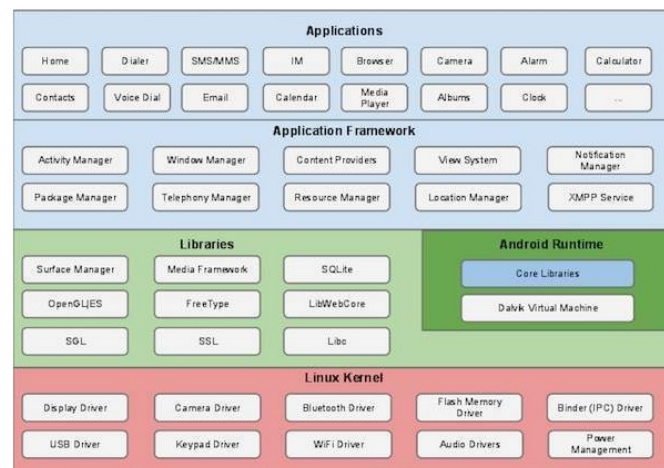 Applications
Home Dialer SMS/MMS IM Browser Camera Alarm Calculator
Contacts Voice Dial Email Calendar Media Player Albums Clock ...
Application Framework
Activity Manager Window Manager Content Providers View System Notification Manager
Package Manager Telephony Manager Resource Manager Location Manager XMPP Service
Libraries Android Runtime
Surface Manager Media Framework SQLite Core Libraries
OpenGL|ES FreeType LibWebCore Dalvik Virtual Machine
SGL SSL Libc
Linux Kernel
Display Driver Camera Driver Bluetooth Driver Flash Memory Driver Binder (IPC) Driver
USB Driver Keypad Driver WiFi Driver Audio Drivers Power Management